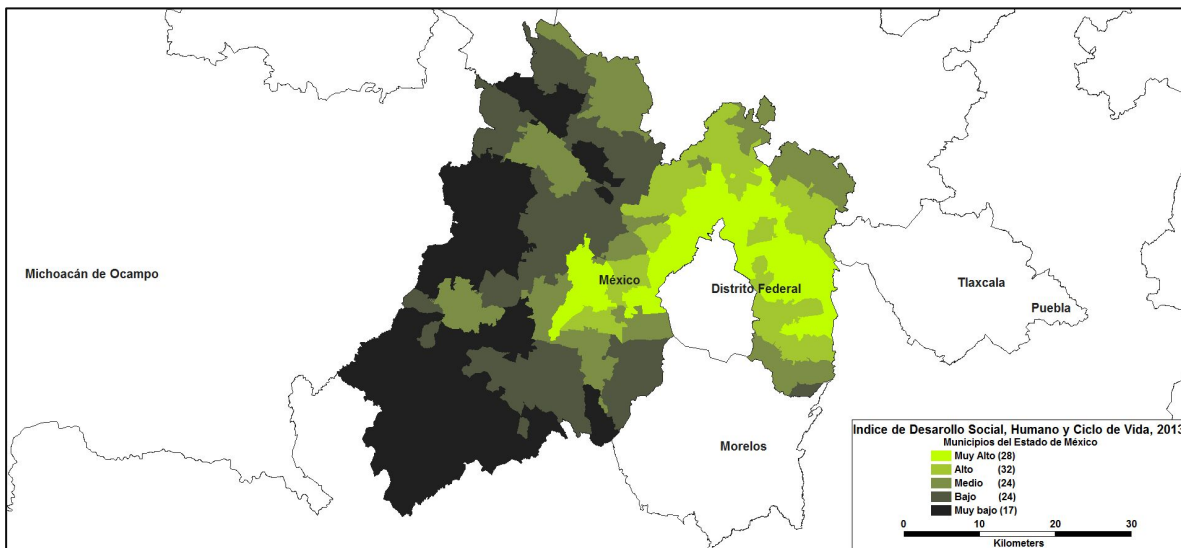 Michoacán de Ocampo
México
Distrito Federal
Tlaxcala
Puebla
Morelos
Indice de Desarollo Social, Humano y Ciclo de Vida, 2013
Municipios del Estado de México
Muy Alto (28)
Alto (32)
Medio (24)
Bajo (24)
Muy bajo (17)
0 10 20 30
Kilometers